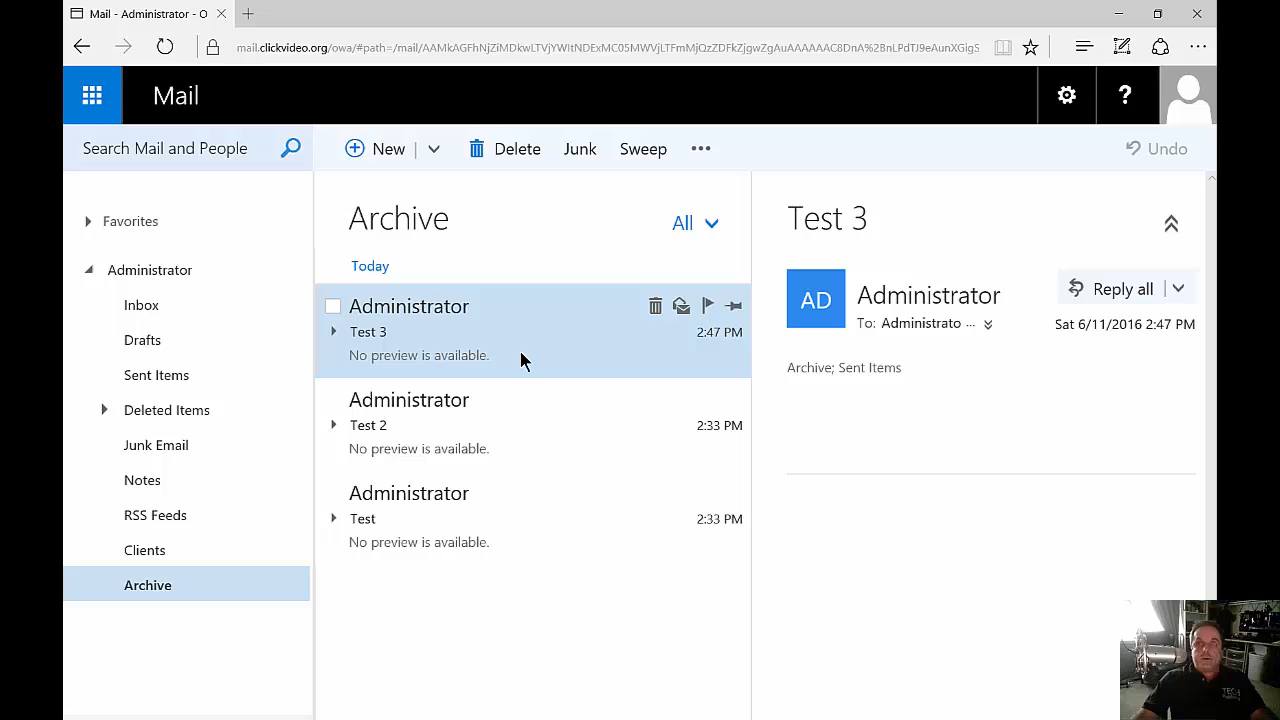 Mail - Administrator - O
mail.clickvideo.org/owa/#path=/mail/AAMkAGFhNjZiMDkwLTVjYWItNDExMC05MWVjLTFmMjQzZDFkZjgwZgAuAAAAAAC8DnA%2BnLPdTJ9eAunXGigS
Mail
?
Search Mail and People
New
Delete
Junk
Sweep
Undo
Favorites
Administrator
Inbox
Drafts
Sent Items
Deleted Items
Junk Email
Notes
RSS Feeds
Clients
Archive
Archive
All
Today
Administrator
Test 3
2:47 PM
No preview is available.
Administrator
Test 2
2:33 PM
No preview is available.
Administrator
Test
2:33 PM
No preview is available.
Test 3
AD
Administrator
Reply all
To: Administrato ...
Sat 6/11/2016 2:47 PM
Archive; Sent Items
TECH